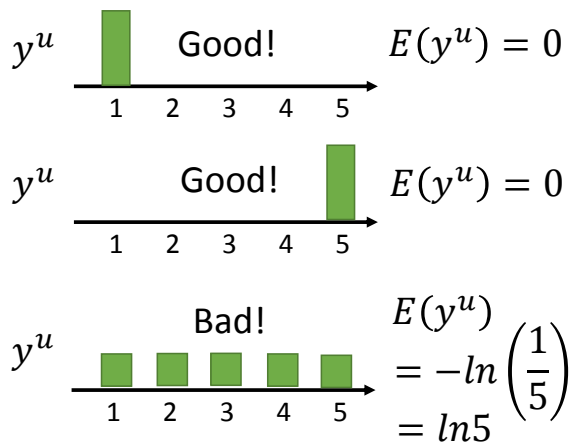 y^u Good! E(y^u) = 0
1 2 3 4 5
y^u Good! E(y^u) = 0
1 2 3 4 5
y^u Bad! E(y^u)
= −ln(1/5)
1 2 3 4 5
= ln5